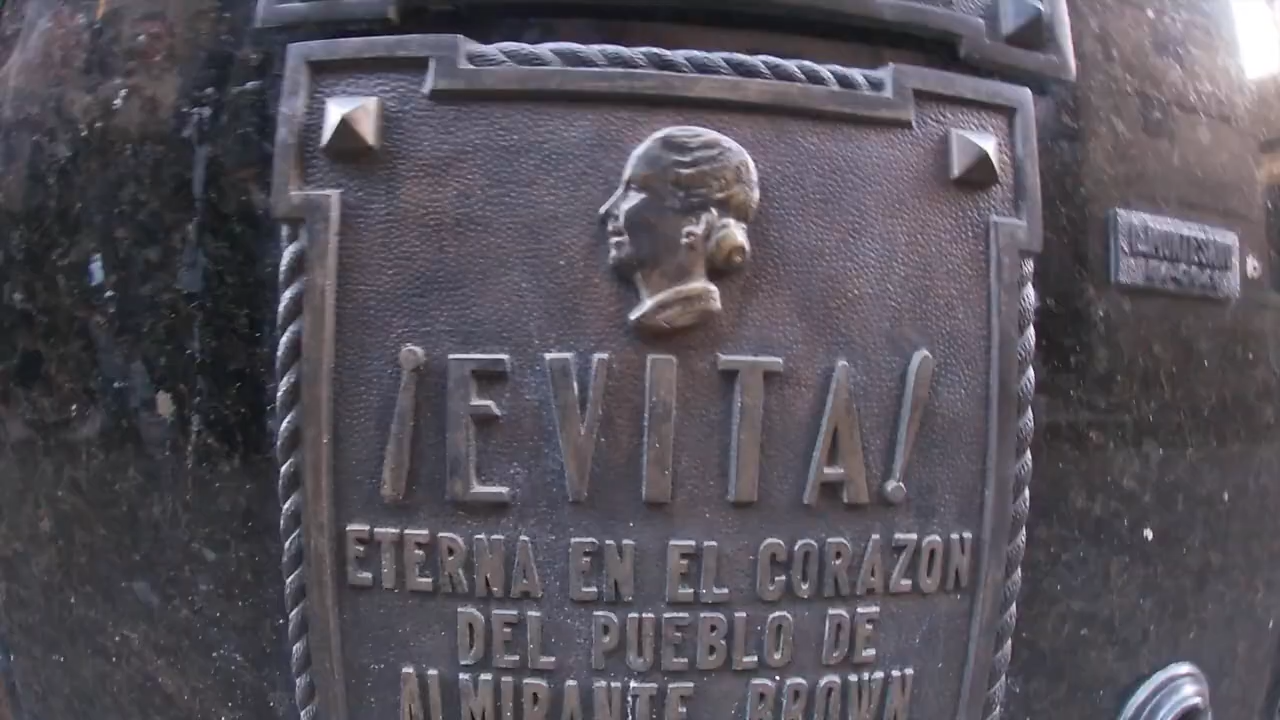 ¡EVITA!
ETERNA EN EL CORAZON
DEL PUEBLO DE
ALMIRANTE BROWN